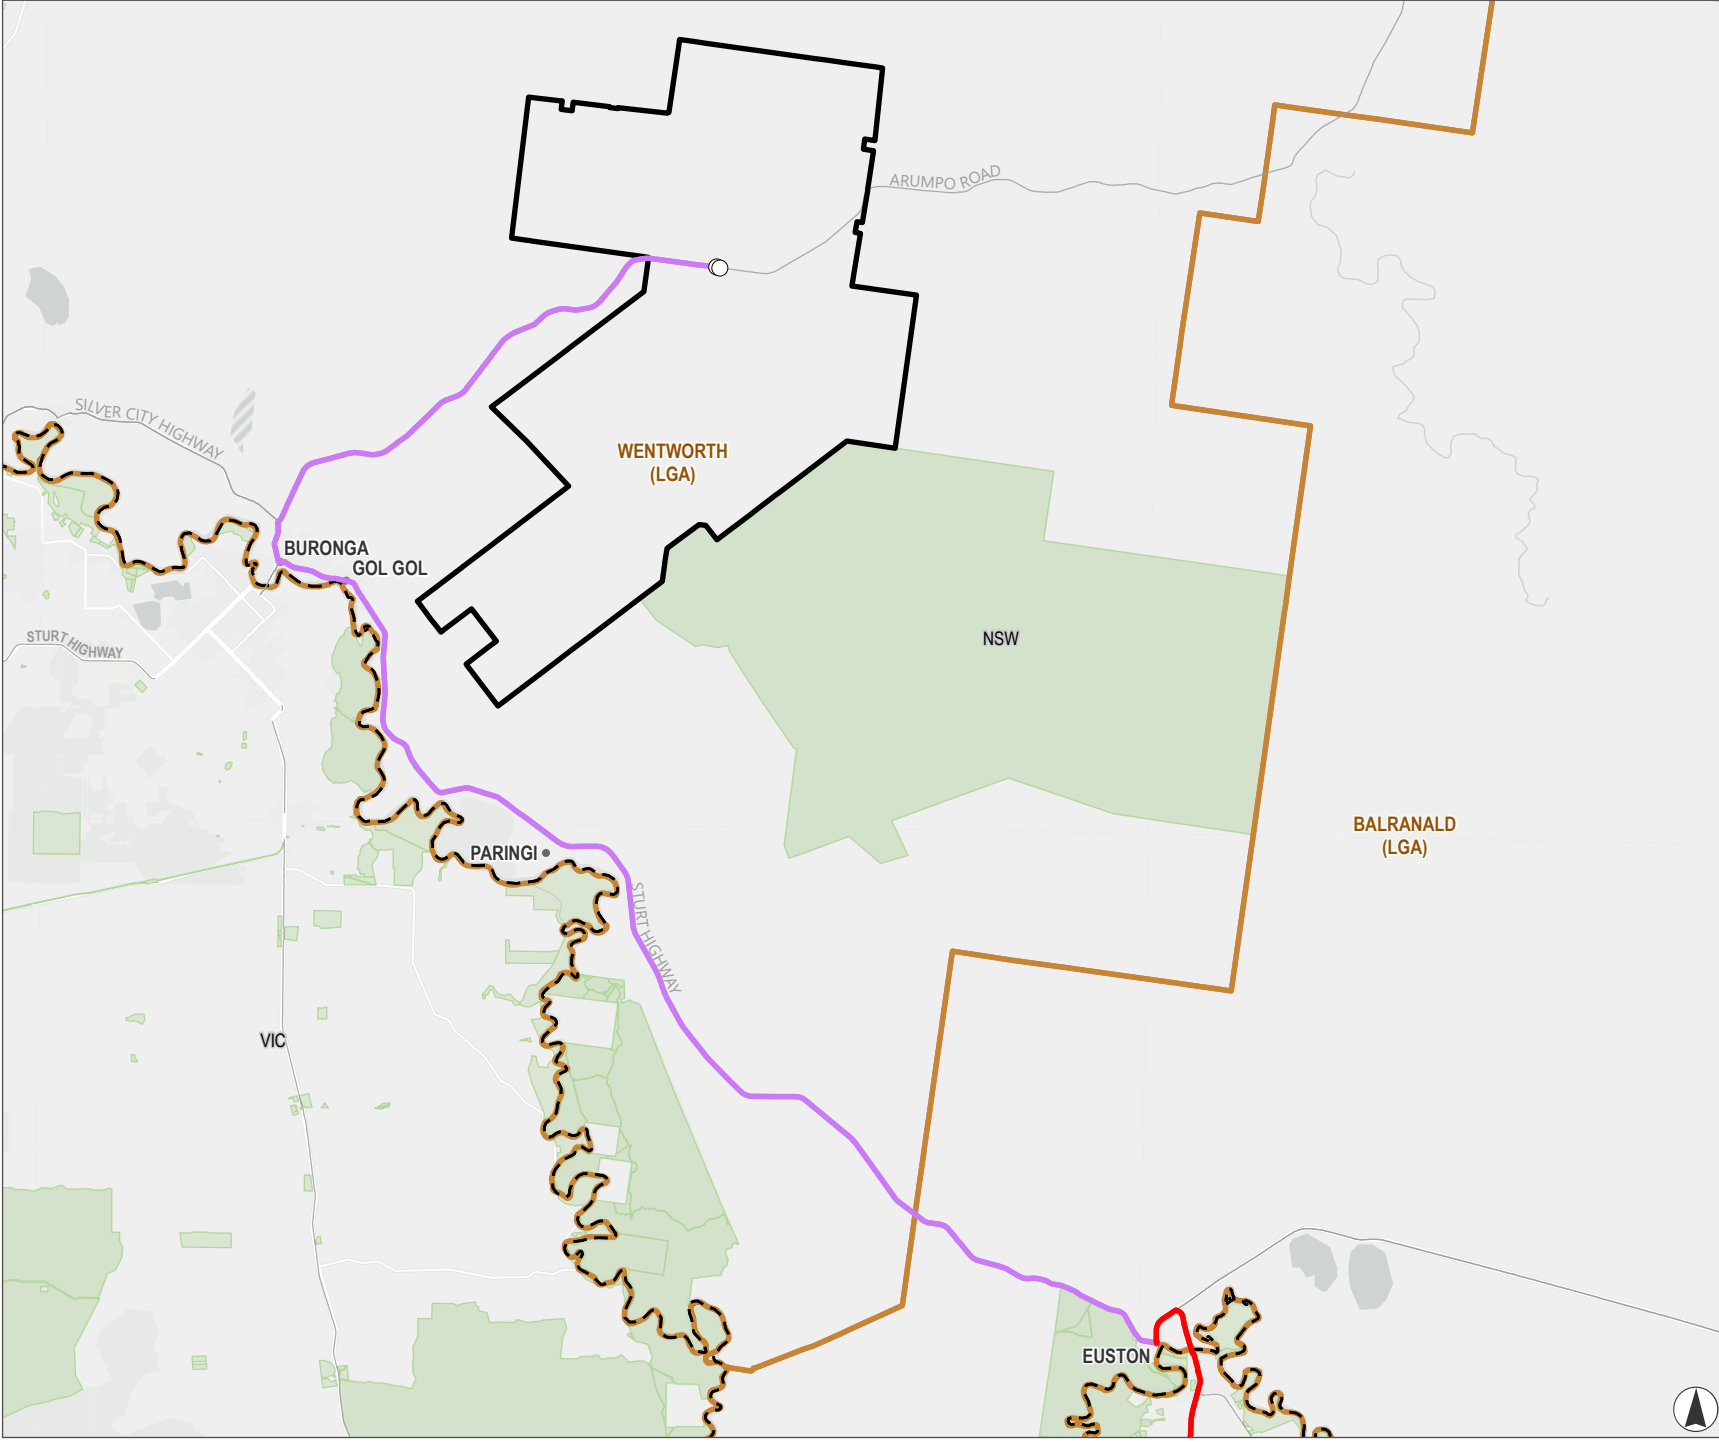 ARUMPO ROAD
SILVER CITY HIGHWAY
WENTWORTH
(LGA)
BURONGA
GOL GOL
STURT HIGHWAY
NSW
BALRANALD
(LGA)
PARINGI
STURT HIGHWAY
VIC
EUSTON